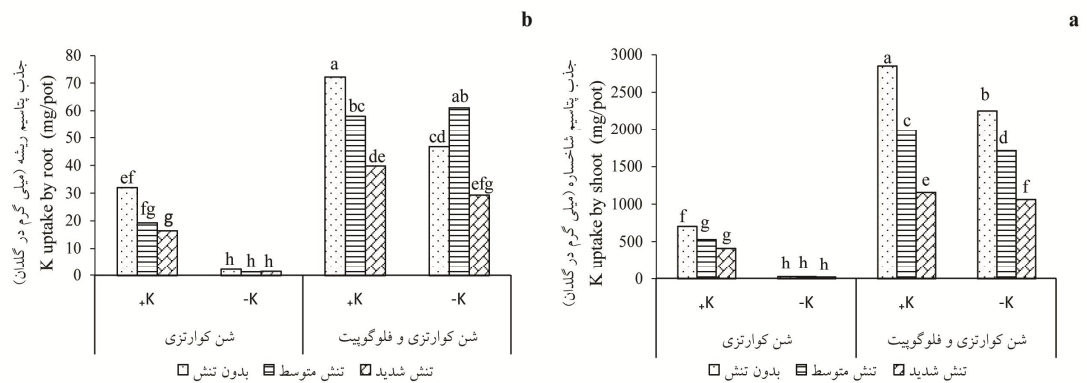 b
جذب پتاسیم ریشه (میلی گرم در گلدان)
K uptake by root (mg/pot)
80
70
60
50
40
30
20
10
0
ef
fg
g
h
h
h
a
bc
de
cd
ab
efg
+K
-K
+K
-K
شن کوارتزی
شن کوارتزی و فلوگوپیت
بدون تنش
تنش متوسط
تنش شدید
a
جذب پتاسیم شاخساره (میلی گرم در گلدان)
K uptake by shoot (mg/pot)
3000
2500
2000
1500
1000
500
0
f
g
g
h
h
h
a
c
e
b
d
f
+K
-K
+K
-K
شن کوارتزی
شن کوارتزی و فلوگوپیت
بدون تنش
تنش متوسط
تنش شدید